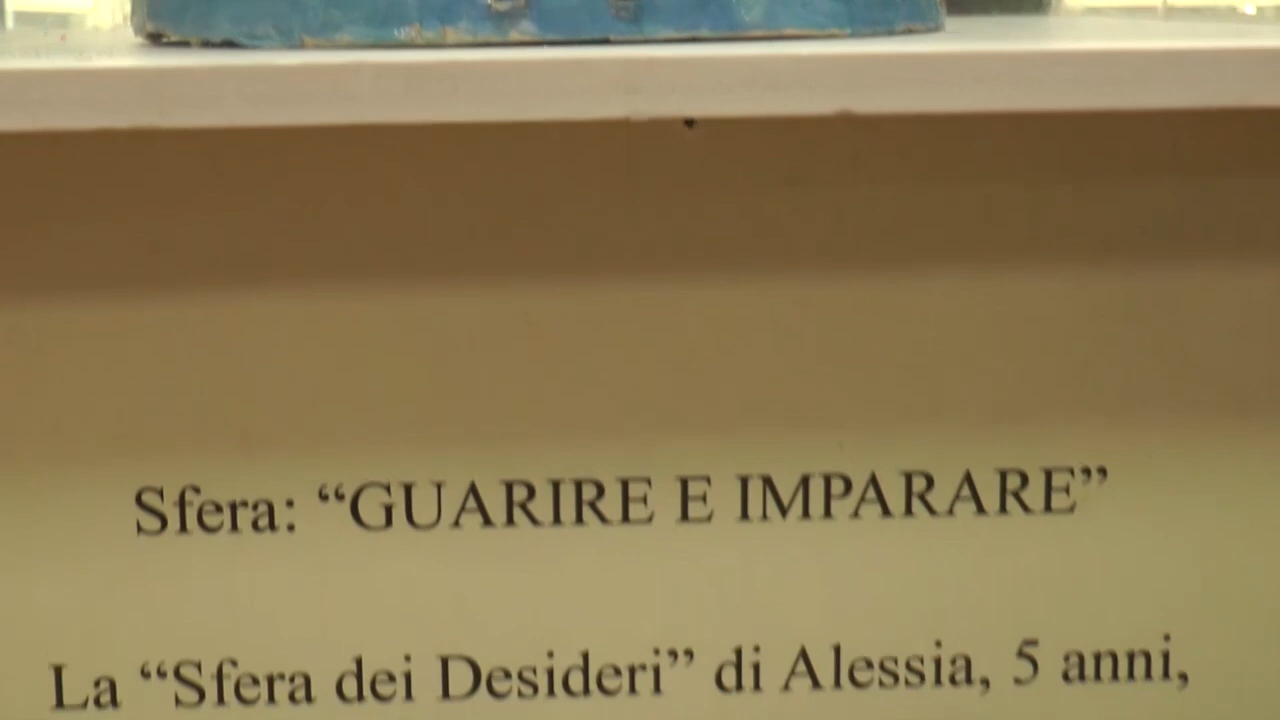 Sfera: “GUARIRE E IMPARARE”
La “Sfera dei Desideri” di Alessia, 5 anni,